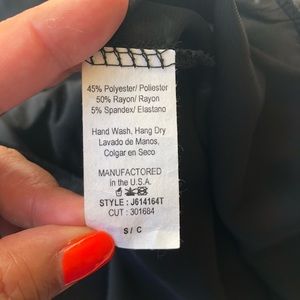 45% Polyester/ Poliester
50% Rayon/ Rayon
5% Spandex/ Elastano
Hand Wash, Hang Dry
Lavado de Manos,
Colgar en Seco
MANUFACTORED
in the U.S.A.
STYLE : J614164T
CUT : 301684
S / C